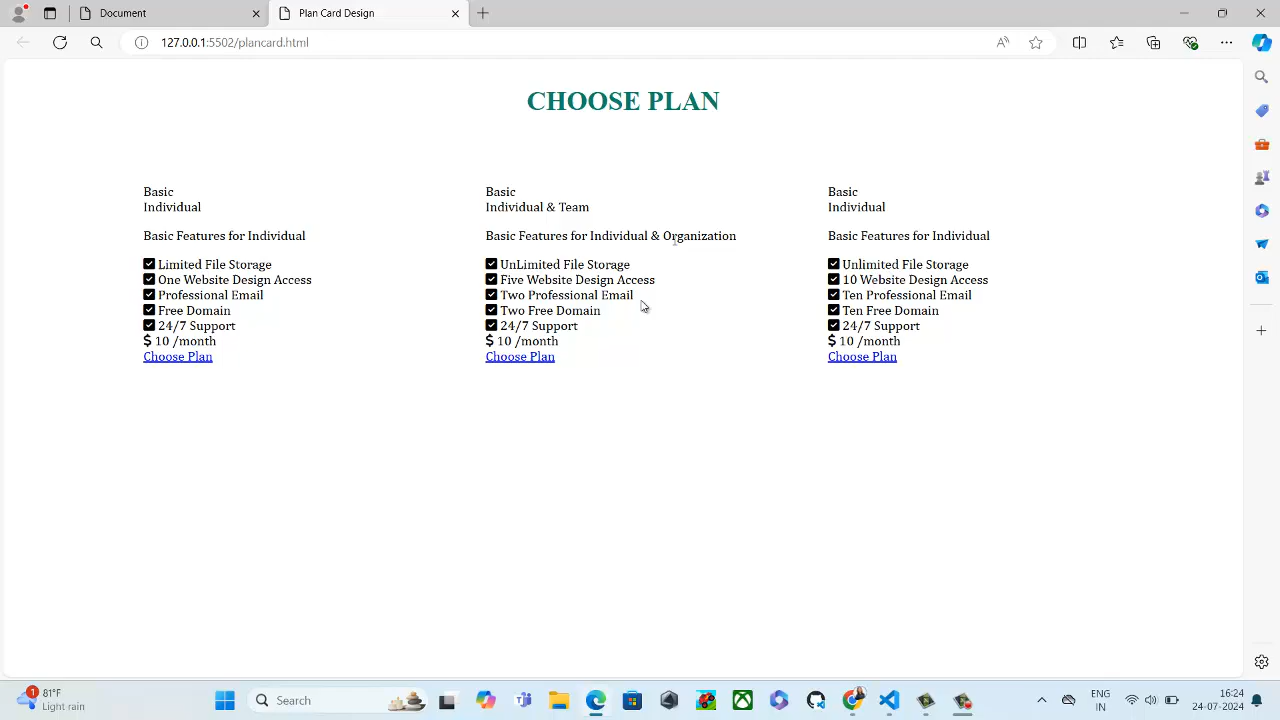 Document
Plan Card Design
127.0.0.1:5502/plancard.html
CHOOSE PLAN
Basic
Individual
Basic Features for Individual
Limited File Storage
One Website Design Access
Professional Email
Free Domain
24/7 Support
$ 10 /month
Choose Plan
Basic
Individual & Team
Basic Features for Individual & Organization
UnLimited File Storage
Five Website Design Access
Two Professional Email
Two Free Domain
24/7 Support
$ 10 /month
Choose Plan
Basic
Individual
Basic Features for Individual
Unlimited File Storage
10 Website Design Access
Ten Professional Email
Ten Free Domain
24/7 Support
$ 10 /month
Choose Plan
1
81°F
Light rain
Search
ENG
IN
18:24
24-07-2024